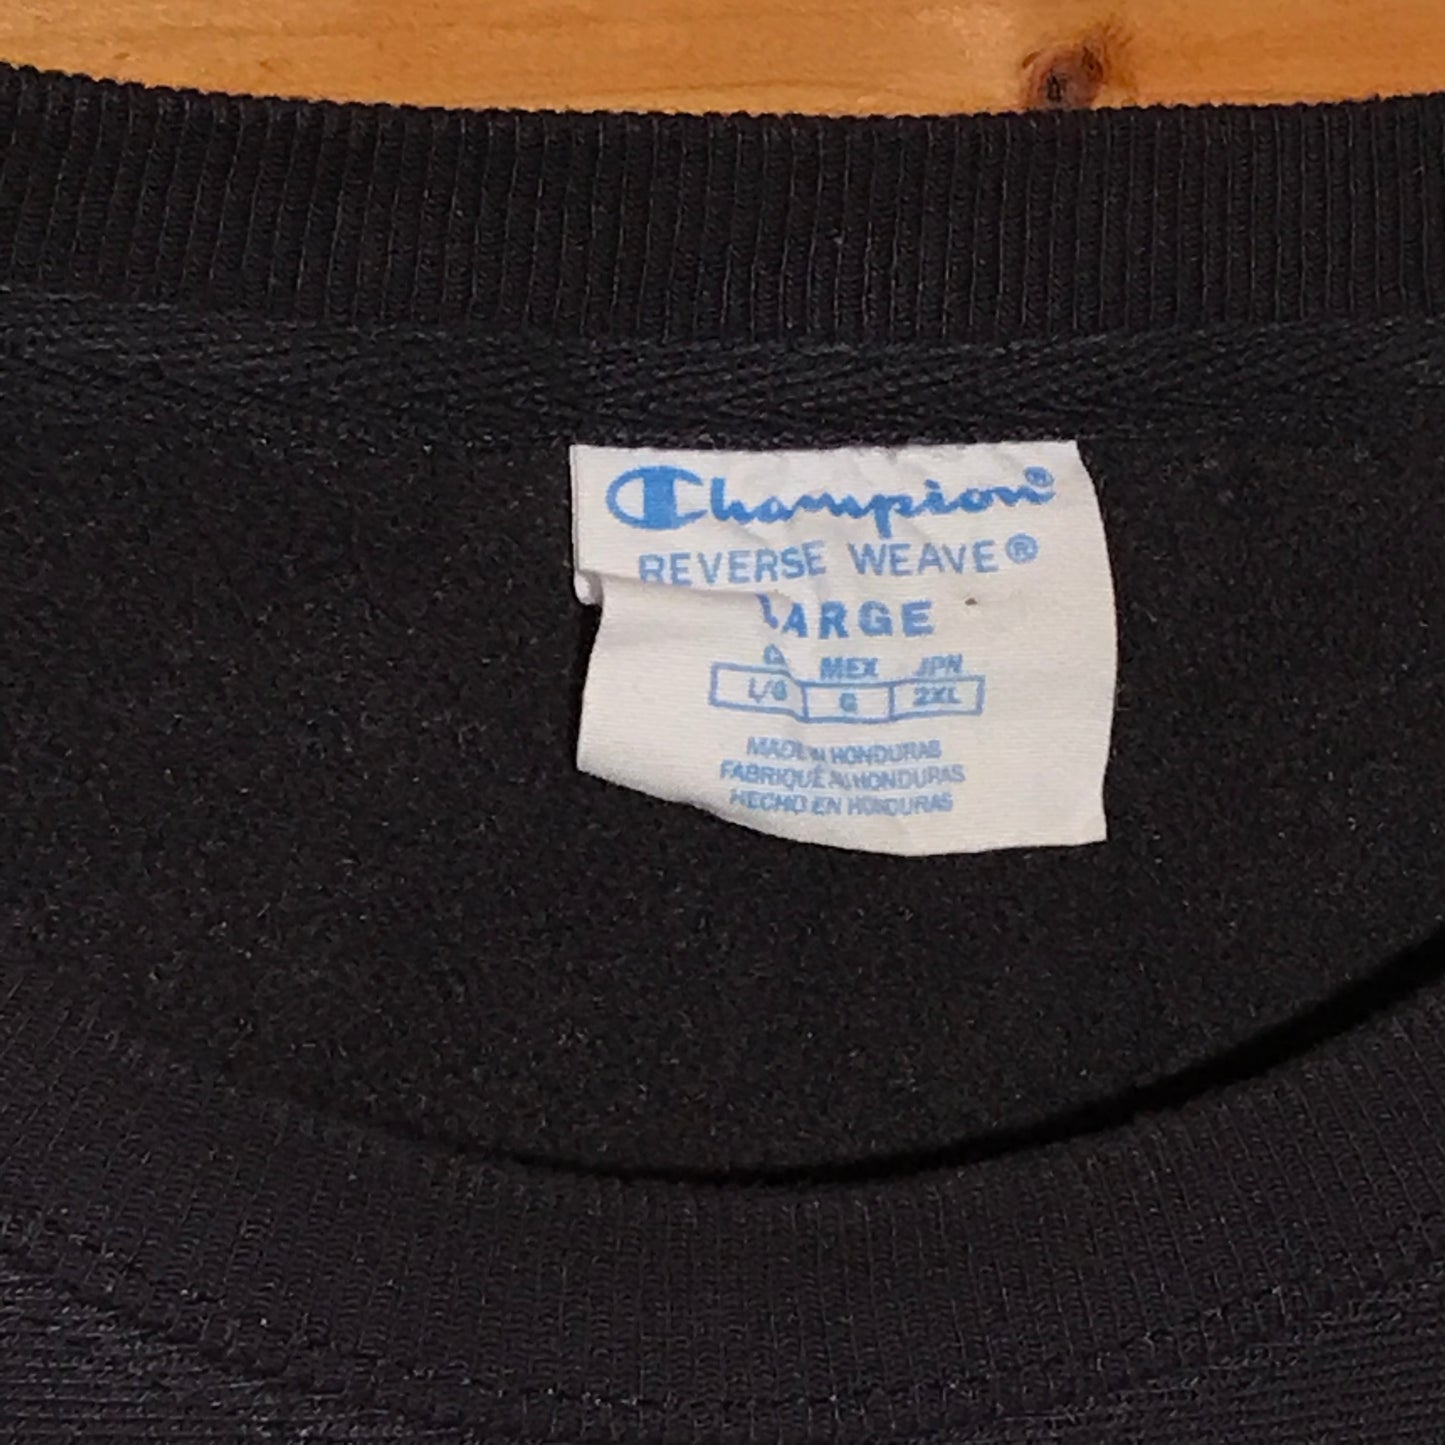 Champion®
REVERSE WEAVE®
LARGE
MEX JPN
L/G G 2XL
MADE IN HONDURAS
FABRIQUÉ AU HONDURAS
HECHO EN HONDURAS